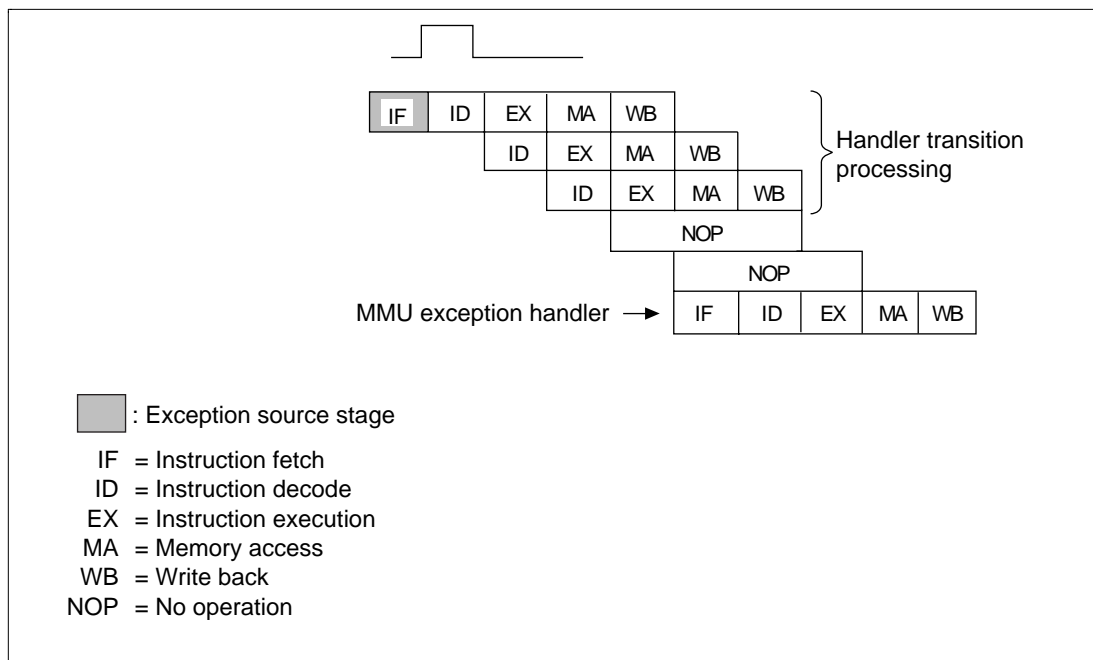 IF ID EX MA WB
ID EX MA WB
ID EX MA WB
Handler transition
processing
NOP
NOP
MMU exception handler
IF ID EX MA WB
: Exception source stage
IF = Instruction fetch
ID = Instruction decode
EX = Instruction execution
MA = Memory access
WB = Write back
NOP = No operation